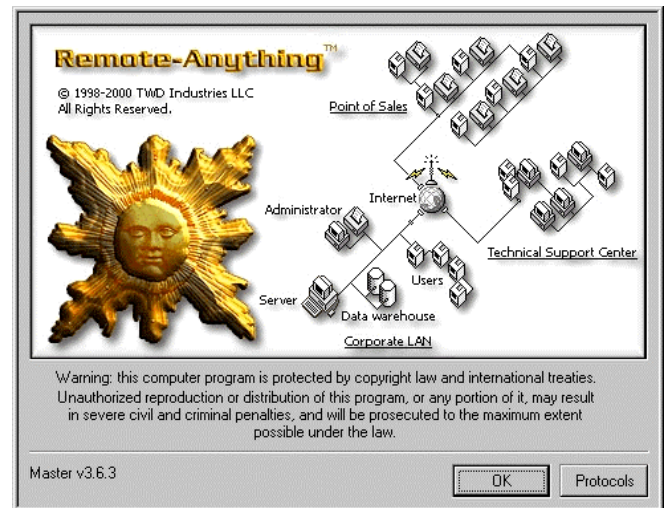 Remote-Anything™
© 1998-2000 TWD Industries LLC
All Rights Reserved.
Point of Sales
Internet
Administrator
Technical Support Center
Users
Server
Data warehouse
Corporate LAN
Warning: this computer program is protected by copyright law and international treaties.
Unauthorized reproduction or distribution of this program, or any portion of it, may result
in severe civil and criminal penalties, and will be prosecuted to the maximum extent
possible under the law.
Master v3.6.3
OK
Protocols